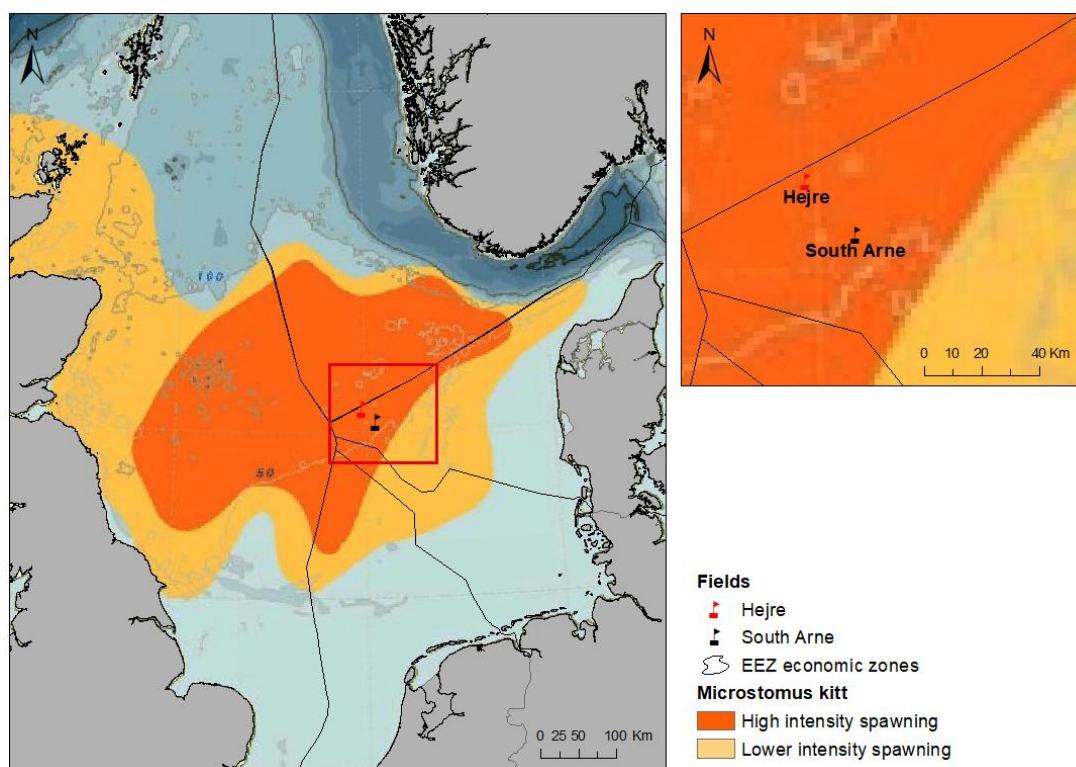 N
100
50
0 25 50 100 Km
N
Hejre
South Arne
0 10 20 40 Km
Fields
Hejre
South Arne
EEZ economic zones
Microstomus kitt
High intensity spawning
Lower intensity spawning